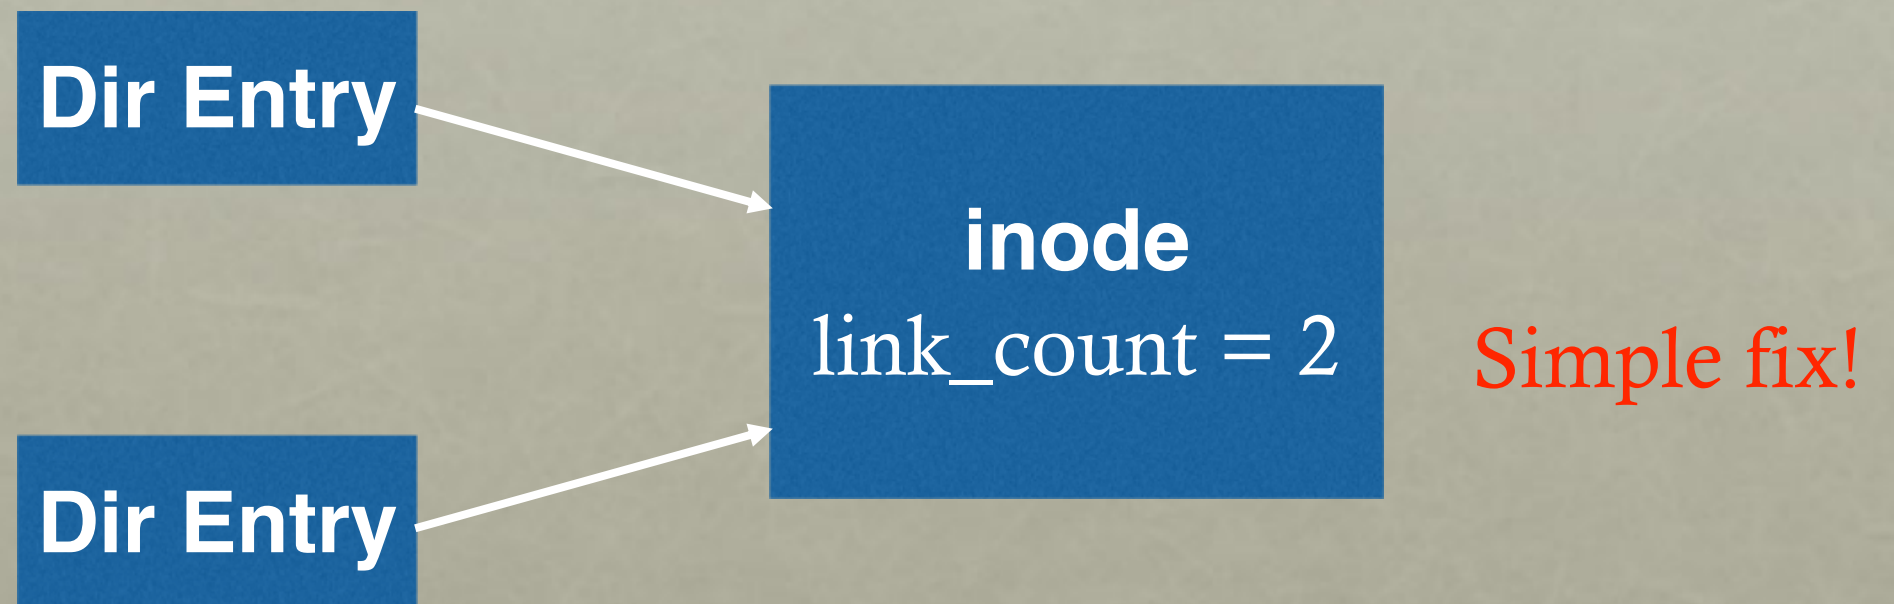 Dir Entry
inode
link_count = 2
Simple fix!
Dir Entry